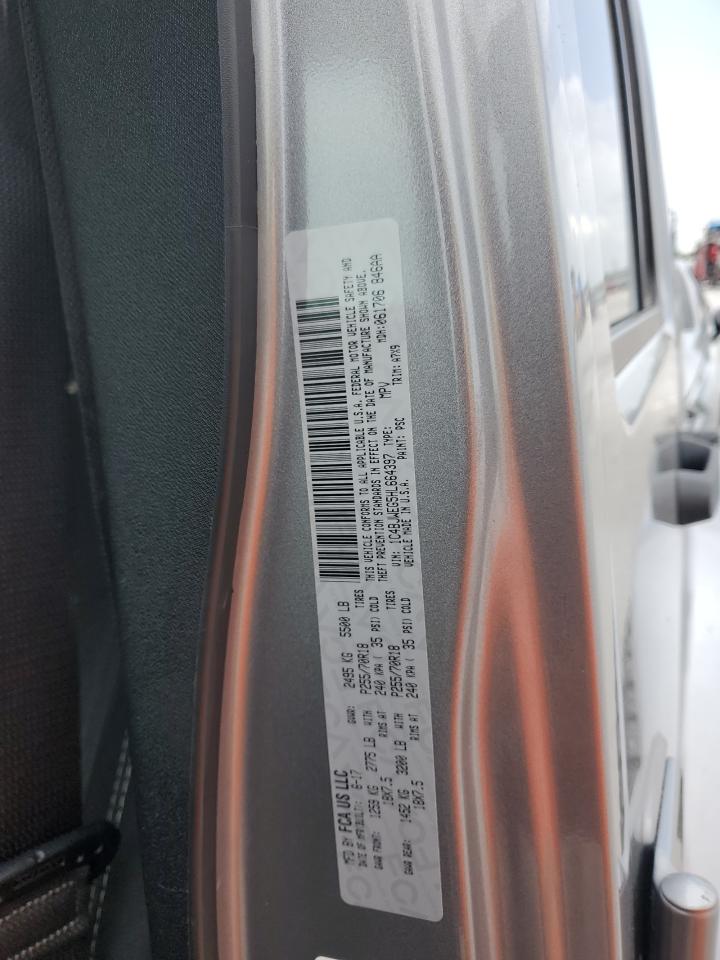 MFD BY FCA US LLC
DATE OF MFR/BUILT: 6-17 GVWR: 2495 KG 5500 LB
GAWR FRONT: 1259 KG 2775 LB WITH P255/70R18 TIRES
18X7.5 RIMS AT 240 KPA ( 35 PSI) COLD
GAWR REAR: 1452 KG 3200 LB WITH P255/70R18 TIRES
18X7.5 RIMS AT 240 KPA ( 35 PSI) COLD
THIS VEHICLE CONFORMS TO ALL APPLICABLE U.S.A. FEDERAL MOTOR VEHICLE SAFETY AND
THEFT PREVENTION STANDARDS IN EFFECT ON THE DATE OF MANUFACTURE SHOWN ABOVE.
VIN: 1C4BJWEG5HL664397 TYPE: MPV MDH:061706 846AA
VEHICLE MADE IN U.S.A. PAINT: PSC TRIM: A7X9